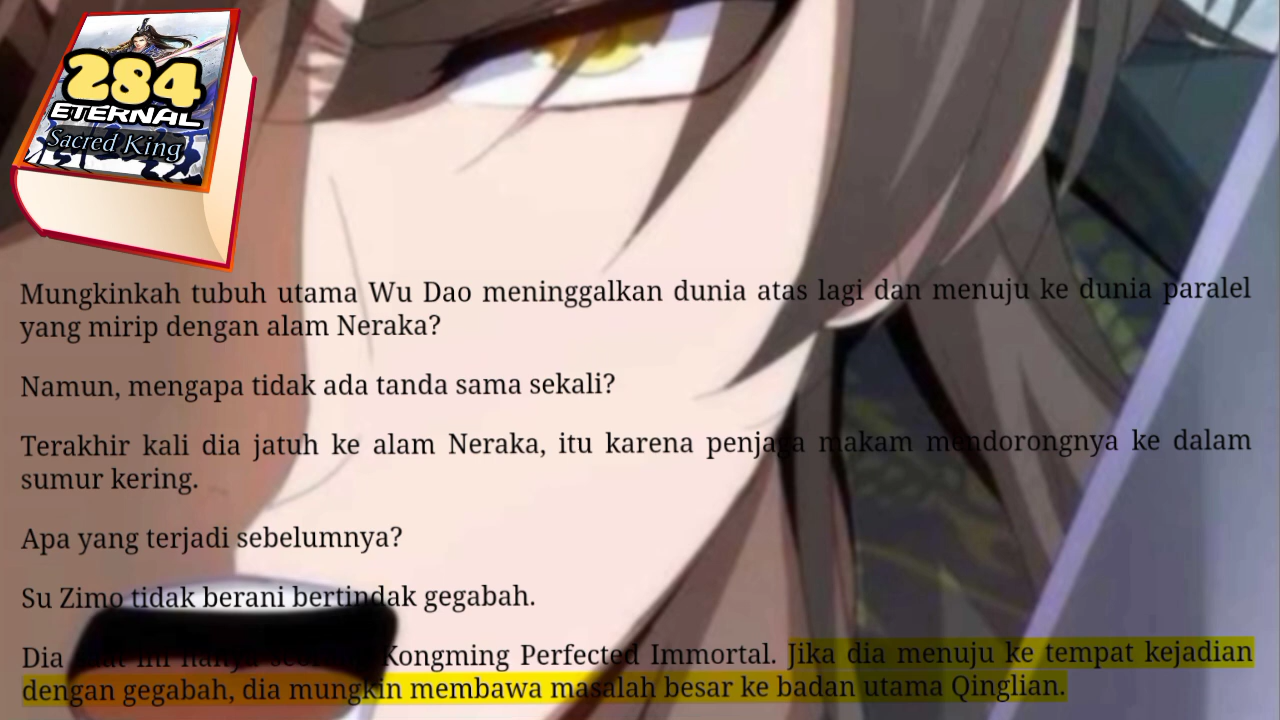 284
ETERNAL
Sacred King
Mungkinkah tubuh utama Wu Dao meninggalkan dunia atas lagi dan menuju ke dunia paralel
yang mirip dengan alam Neraka?
Namun, mengapa tidak ada tanda sama sekali?
Terakhir kali dia jatuh ke alam Neraka, itu karena penjaga makam mendorongnya ke dalam
sumur kering.
Apa yang terjadi sebelumnya?
Su Zimo tidak berani bertindak gegabah.
Dia saat ini hanya seorang Kongming Perfected Immortal. Jika dia menuju ke tempat kejadian
dengan gegabah, dia mungkin membawa masalah besar ke badan utama Qinglian.